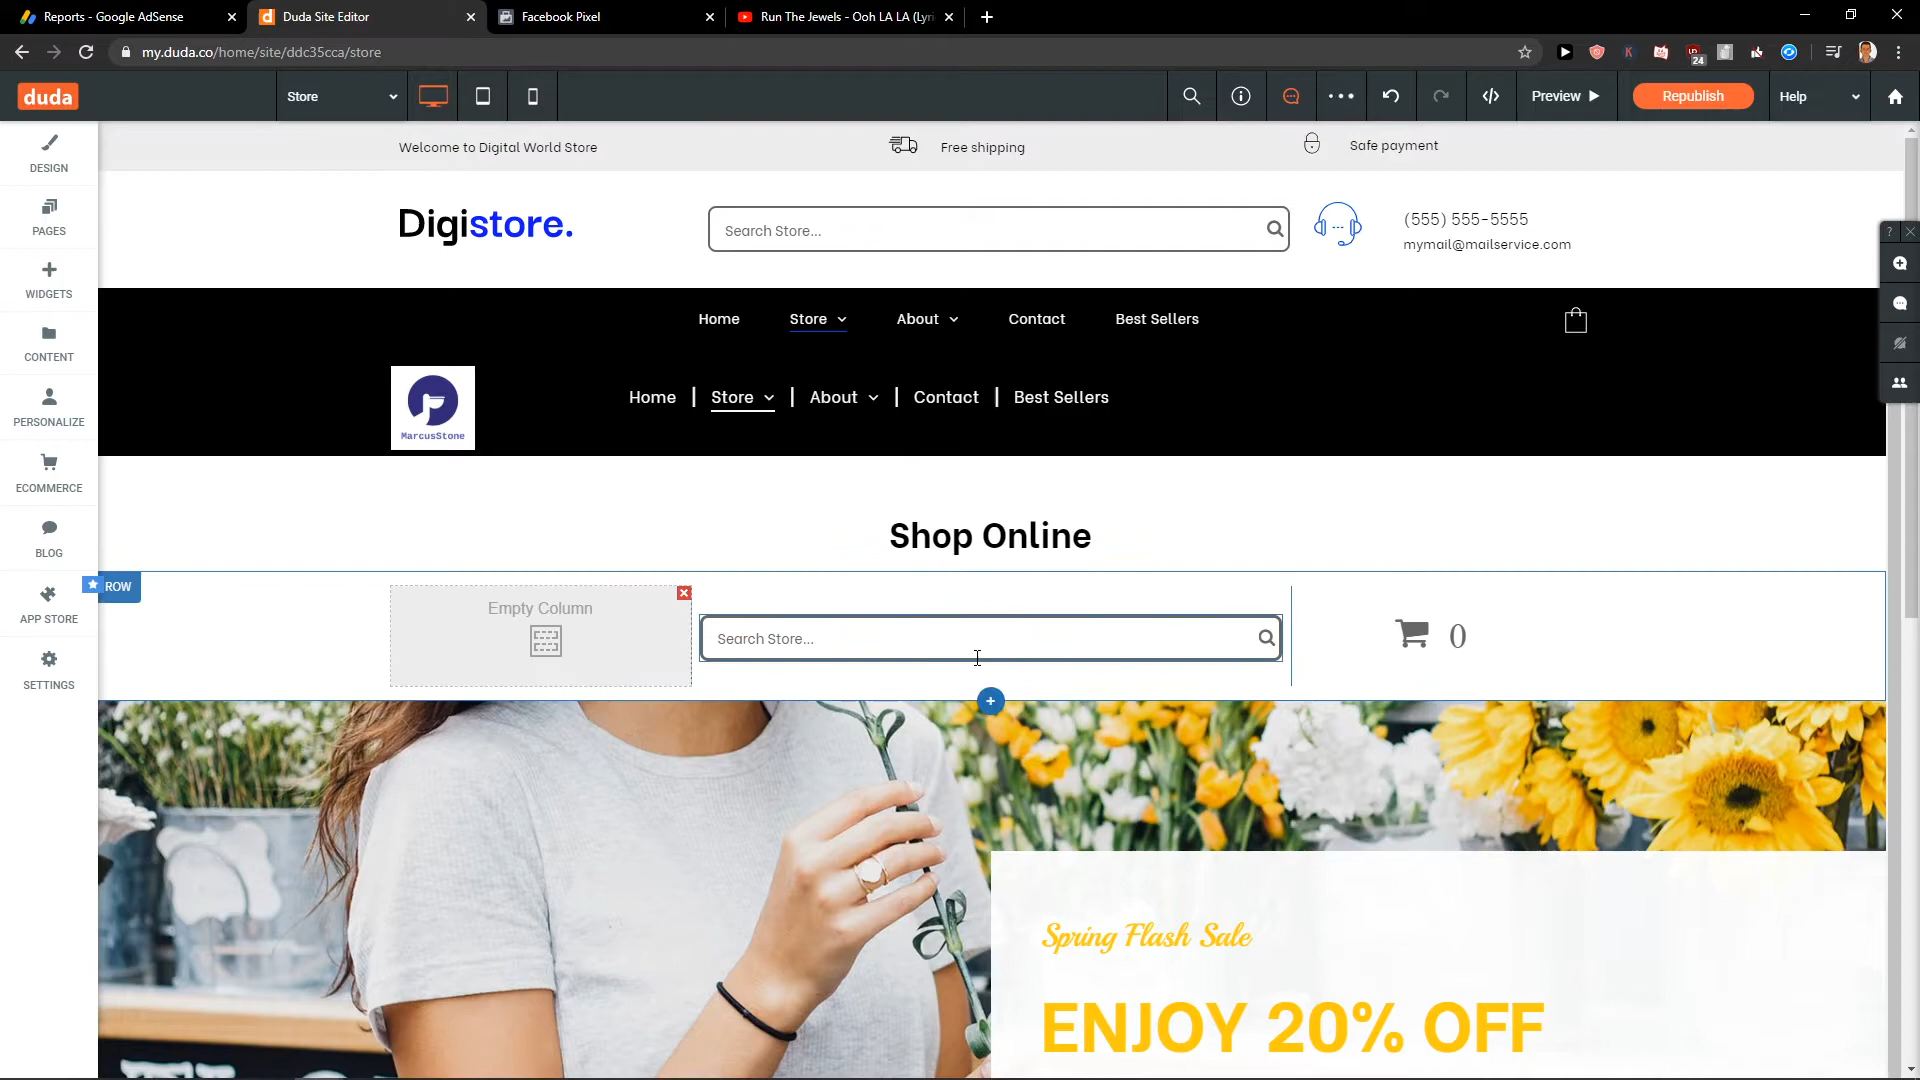 Reports - Google AdSense
Duda Site Editor
Facebook Pixel
Run The Jewels - Ooh LA LA (Lyri
my.duda.co/home/site/ddc35cca/store
24
duda
Store
Preview
Republish
Help
DESIGN
PAGES
WIDGETS
CONTENT
PERSONALIZE
ECOMMERCE
BLOG
APP STORE
SETTINGS
Welcome to Digital World Store
Free shipping
Safe payment
Digistore.
Search Store...
(555) 555-5555
mymail@mailservice.com
Home Store About Contact Best Sellers
MarcusStone
Home | Store | About | Contact | Best Sellers
Shop Online
ROW
Empty Column
Search Store...
0
Spring Flash Sale
ENJOY 20% OFF